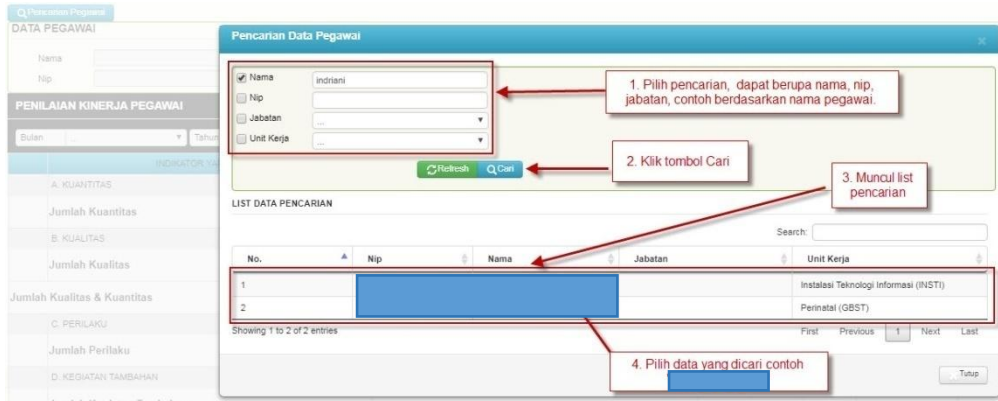 Pencarian Pegawai
DATA PEGAWAI
Nama
Nip
PENILAIAN KINERJA PEGAWAI
Bulan ... Tahun
INDIKATOR
A. KUANTITAS
Jumlah Kuantitas
B. KUALITAS
Jumlah Kualitas
Jumlah Kualitas & Kuantitas
C. PERILAKU
Jumlah Perilaku
D. KEGIATAN TAMBAHAN
Pencarian Data Pegawai
Nama indriani
Nip
Jabatan ...
Unit Kerja ...
1. Pilih pencarian, dapat berupa nama, nip,
jabatan, contoh berdasarkan nama pegawai.
Refresh Cari
2. Klik tombol Cari
3. Muncul list
pencarian
LIST DATA PENCARIAN
Search:
No. Nip Nama Jabatan Unit Kerja
1 Instalasi Teknologi Informasi (INSTI)
2 Perinatal (GBST)
Showing 1 to 2 of 2 entries
First Previous 1 Next Last
4. Pilih data yang dicari contoh
Tutup